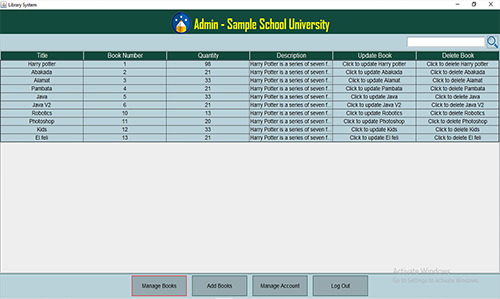 Library System
Admin - Sample School University
Title Book Number Quantity Description Update Book Delete Book
Harry potter 1 98 Harry Potter is a series of seven f... Click to update Harry potter Click to delete Harry potter
Abakada 2 21 Harry Potter is a series of seven f... Click to update Abakada Click to delete Abakada
Alamat 3 33 Harry Potter is a series of seven f... Click to update Alamat Click to delete Alamat
Pambata 4 21 Harry Potter is a series of seven f... Click to update Pambata Click to delete Pambata
Java 5 33 Harry Potter is a series of seven f... Click to update Java Click to delete Java
Java V2 6 21 Harry Potter is a series of seven f... Click to update Java V2 Click to delete Java V2
Robotics 10 13 Harry Potter is a series of seven f... Click to update Robotics Click to delete Robotics
Photoshop 11 20 Harry Potter is a series of seven f... Click to update Photoshop Click to delete Photoshop
Kids 12 33 Harry Potter is a series of seven f... Click to update Kids Click to delete Kids
El feli 13 21 Harry Potter is a series of seven f... Click to update El feli Click to delete El feli
Activate Windows
Go to Settings to activate Windows.
Manage Books Add Books Manage Account Log Out